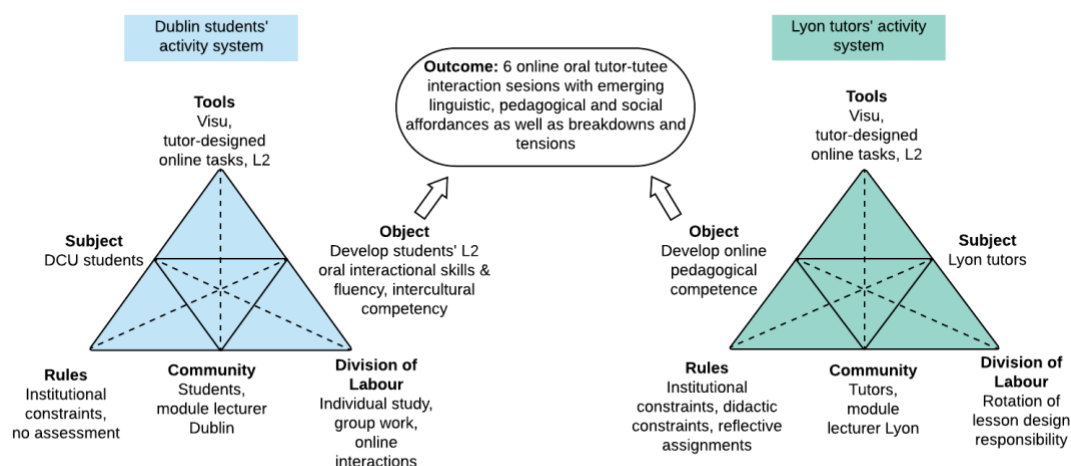 Dublin students'
activity system
Lyon tutors' activity
system
Outcome: 6 online oral tutor-tutee
interaction sesions with emerging
linguistic, pedagogical and social
affordances as well as breakdowns and
tensions
Tools
Visu,
tutor-designed
online tasks, L2
Tools
Visu,
tutor-designed
online tasks, L2
Subject
DCU students
Object
Develop students' L2
oral interactional skills &
fluency, intercultural
competency
Object
Develop online
pedagogical
competence
Subject
Lyon tutors
Rules
Institutional
constraints,
no assessment
Community
Students,
module lecturer
Dublin
Division of
Labour
Individual study,
group work,
online
interactions
Rules
Institutional
constraints, didactic
constraints, reflective
assignments
Community
Tutors,
module
lecturer Lyon
Division of
Labour
Rotation of
lesson design
responsibility